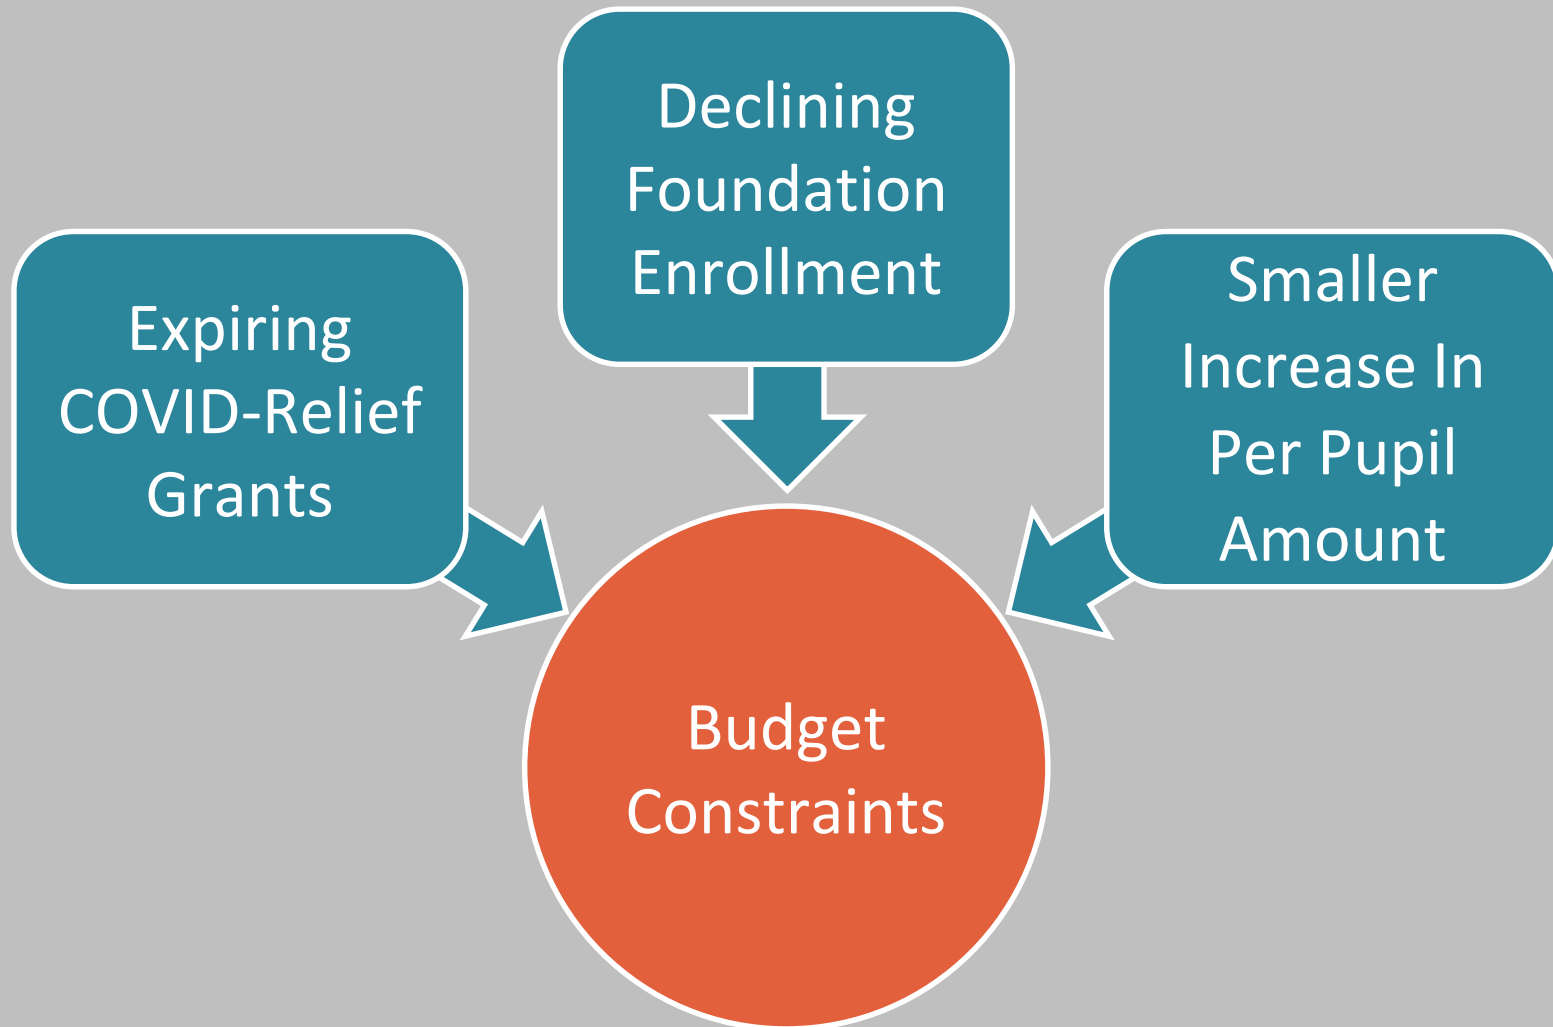 Declining
Foundation
Enrollment
Expiring
COVID-Relief
Grants
Smaller
Increase In
Per Pupil
Amount
Budget
Constraints